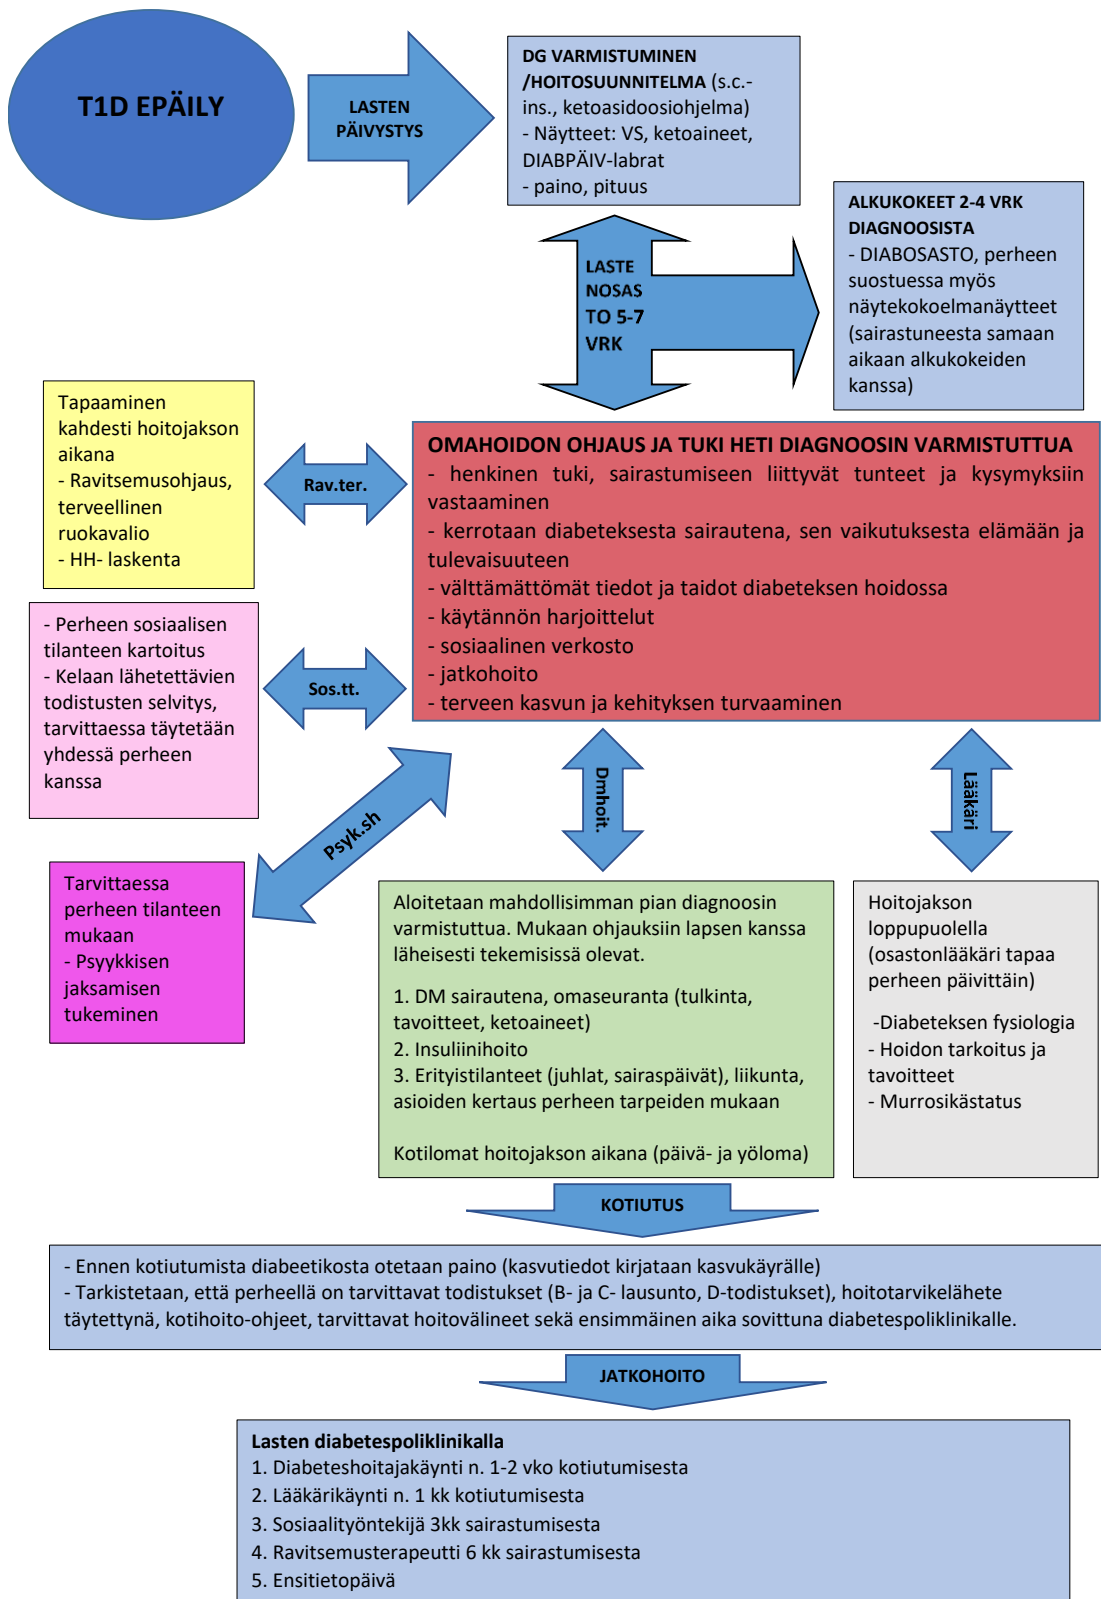 T1D EPÄILY
LASTEN
PÄIVYSTYS
DG VARMISTUMINEN
/HOITOSUUNNITELMA (s.c.-
ins., ketoasidoosiohjelma)
- Näytteet: VS, ketoaineet,
DIABPÄIV-labrat
- paino, pituus
LASTE
NOSAS
TO 5-7
VRK
ALKUKOKEET 2-4 VRK
DIAGNOOSISTA
- DIABOSASTO, perheen
suostuessa myös
näytekokoelmanäytteet
(sairastuneesta samaan
aikaan alkukokeiden
kanssa)
Tapaaminen
kahdesti hoitojakson
aikana
- Ravitsemusohjaus,
terveellinen
ruokavalio
- HH- laskenta
Rav.ter.
OMAHOIDON OHJAUS JA TUKI HETI DIAGNOOSIN VARMISTUTTUA
- henkinen tuki, sairastumiseen liittyvät tunteet ja kysymyksiin
vastaaminen
- kerrotaan diabeteksesta sairautena, sen vaikutuksesta elämään ja
tulevaisuuteen
- välttämättömät tiedot ja taidot diabeteksen hoidossa
- käytännön harjoittelut
- sosiaalinen verkosto
- jatkohoito
- terveen kasvun ja kehityksen turvaaminen
- Perheen sosiaalisen
tilanteen kartoitus
- Kelaan lähetettävien
todistusten selvitys,
tarvittaessa täytetään
yhdessä perheen
kanssa
Sos.tt.
Psyk.sh
Dmhoit.
Lääkäri
Tarvittaessa
perheen tilanteen
mukaan
- Psyykkisen
jaksamisen
tukeminen
Aloitetaan mahdollisimman pian diagnoosin
varmistuttua. Mukaan ohjauksiin lapsen kanssa
läheisesti tekemisissä olevat.
1. DM sairautena, omaseuranta (tulkinta,
tavoitteet, ketoaineet)
2. Insuliinihoito
3. Erityistilanteet (juhlat, sairaspäivät), liikunta,
asioiden kertaus perheen tarpeiden mukaan
Kotilomat hoitojakson aikana (päivä- ja yöloma)
Hoitojakson
loppupuolella
(osastonlääkäri tapaa
perheen päivittäin)
-Diabeteksen fysiologia
- Hoidon tarkoitus ja
tavoitteet
- Murrosikästatus
KOTIUTUS
- Ennen kotiutumista diabeetikosta otetaan paino (kasvutiedot kirjataan kasvukäyrälle)
- Tarkistetaan, että perheellä on tarvittavat todistukset (B- ja C- lausunto, D-todistukset), hoitotarvikelähete
täytettynä, kotihoito-ohjeet, tarvittavat hoitovälineet sekä ensimmäinen aika sovittuna diabetespoliklinikalle.
JATKOHOITO
Lasten diabetespoliklinikalla
1. Diabeteshoitajakäynti n. 1-2 vko kotiutumisesta
2. Lääkärikäynti n. 1 kk kotiutumisesta
3. Sosiaalityöntekijä 3kk sairastumisesta
4. Ravitsemusterapeutti 6 kk sairastumisesta
5. Ensitietopäivä